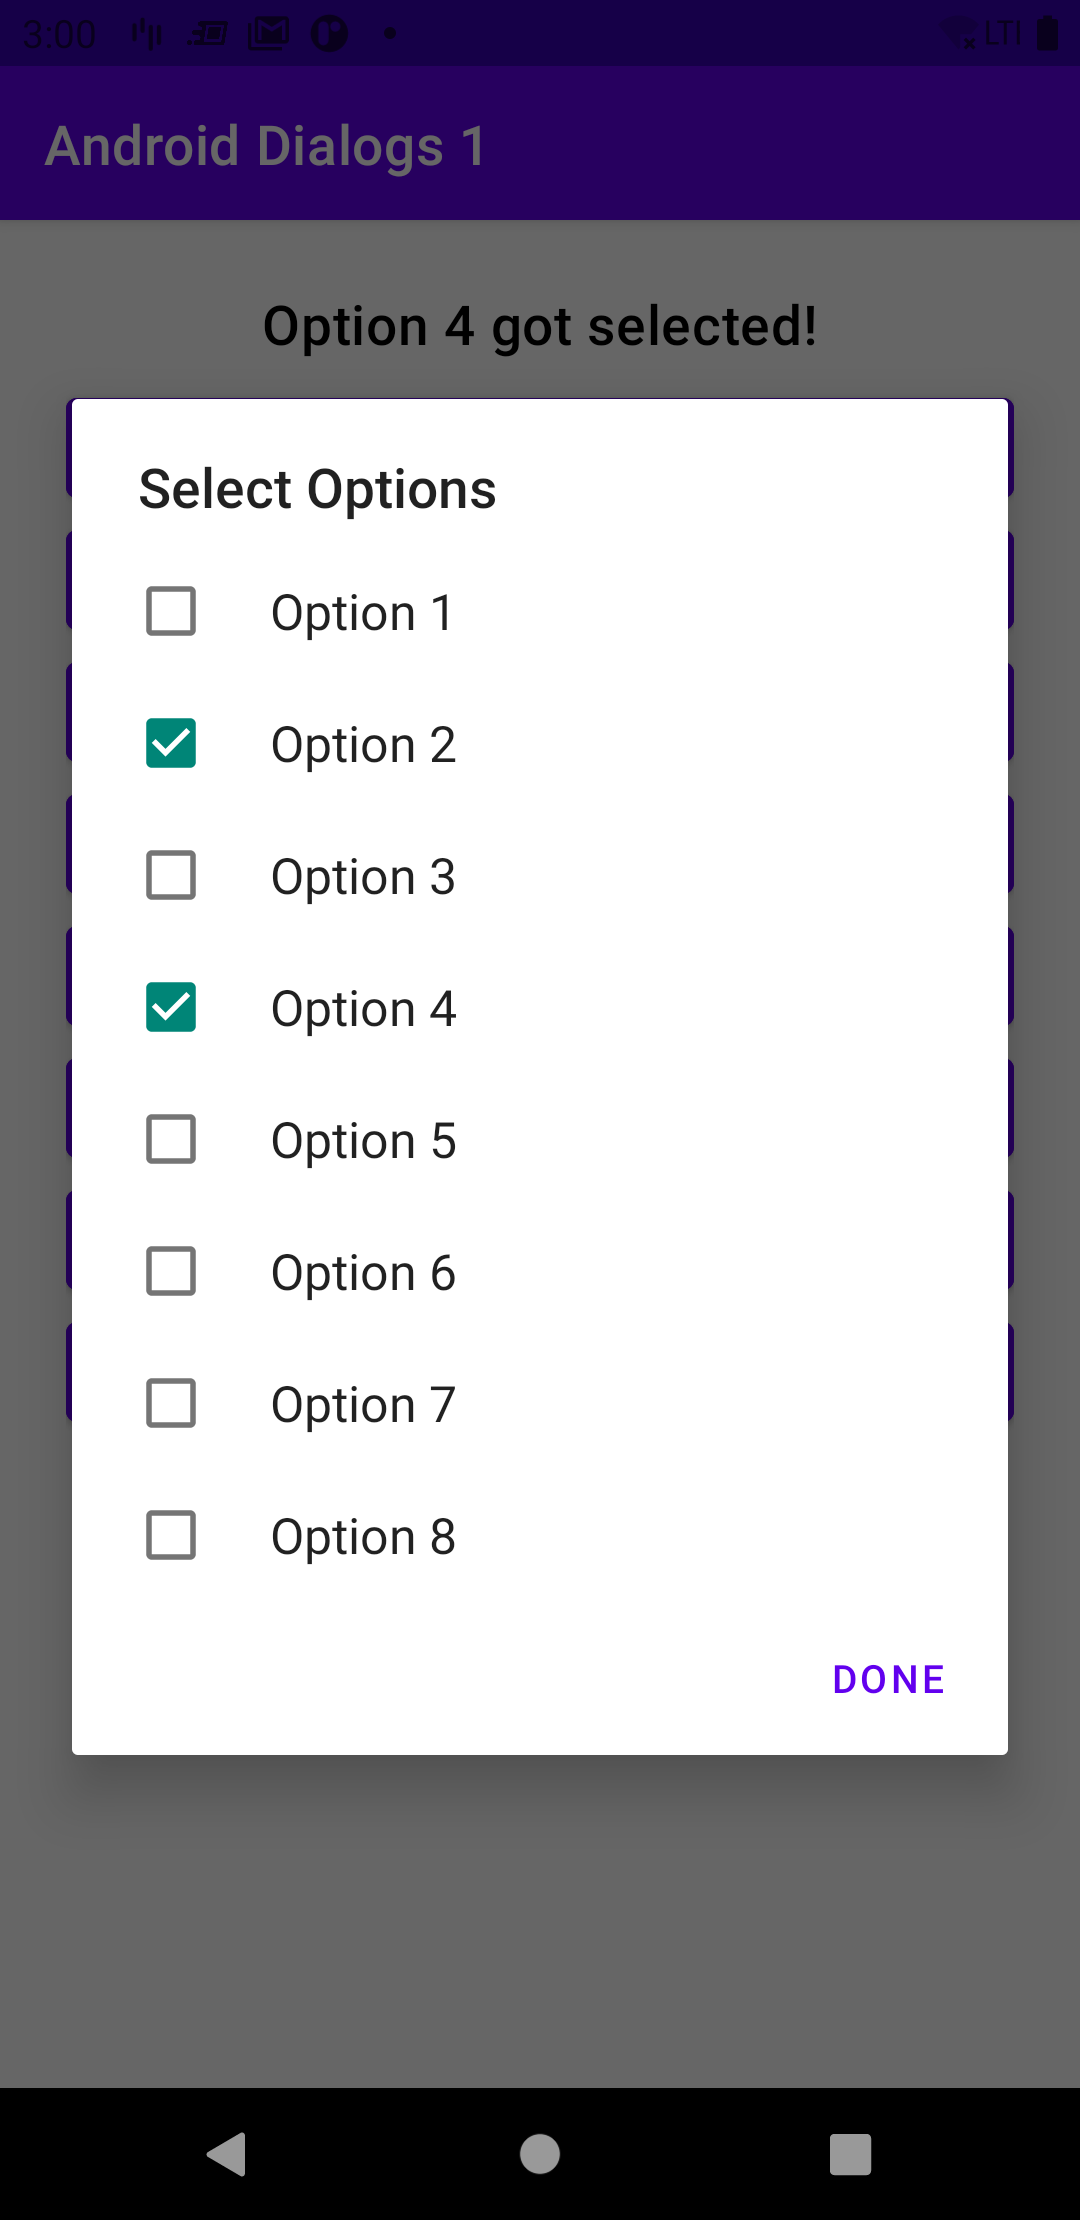 3:00
Android Dialogs 1
Option 4 got selected!
Select Options
Option 1
Option 2
Option 3
Option 4
Option 5
Option 6
Option 7
Option 8
DONE